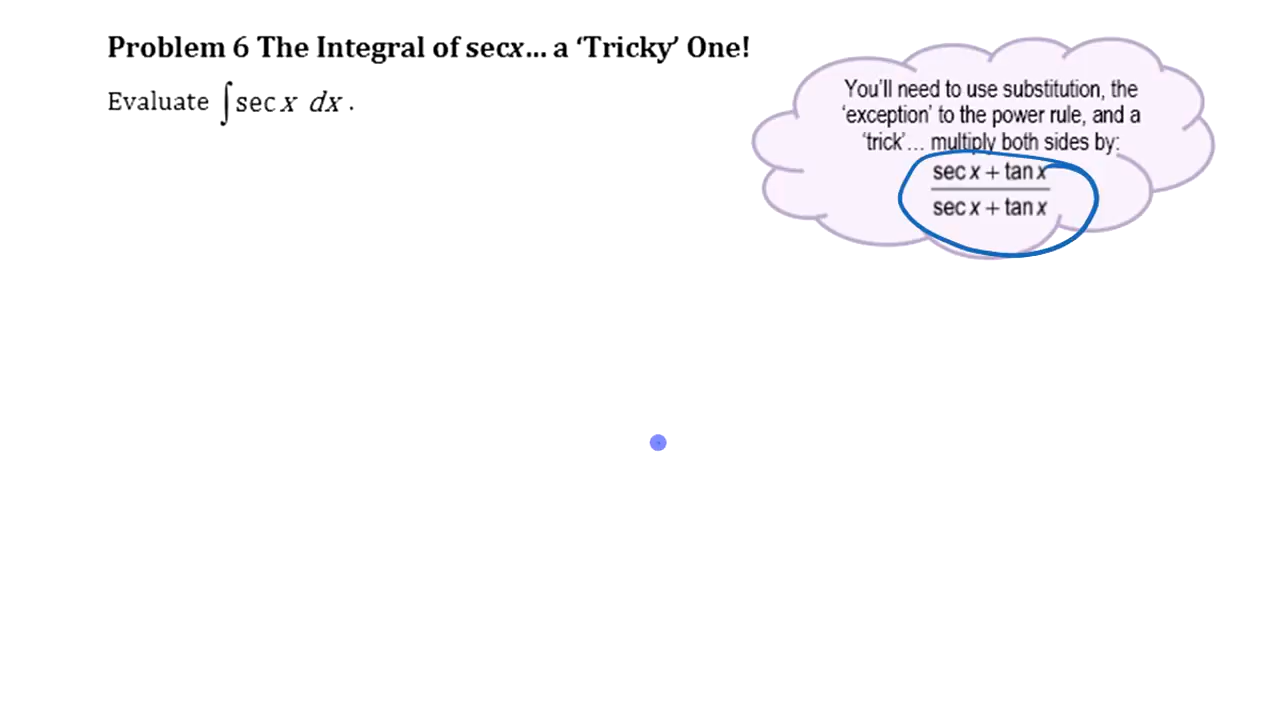 Problem 6 The Integral of secx... a ‘Tricky’ One!
Evaluate ∫sec x dx .
You'll need to use substitution, the
‘exception’ to the power rule, and a
‘trick’... multiply both sides by:
sec x + tan x
sec x + tan x